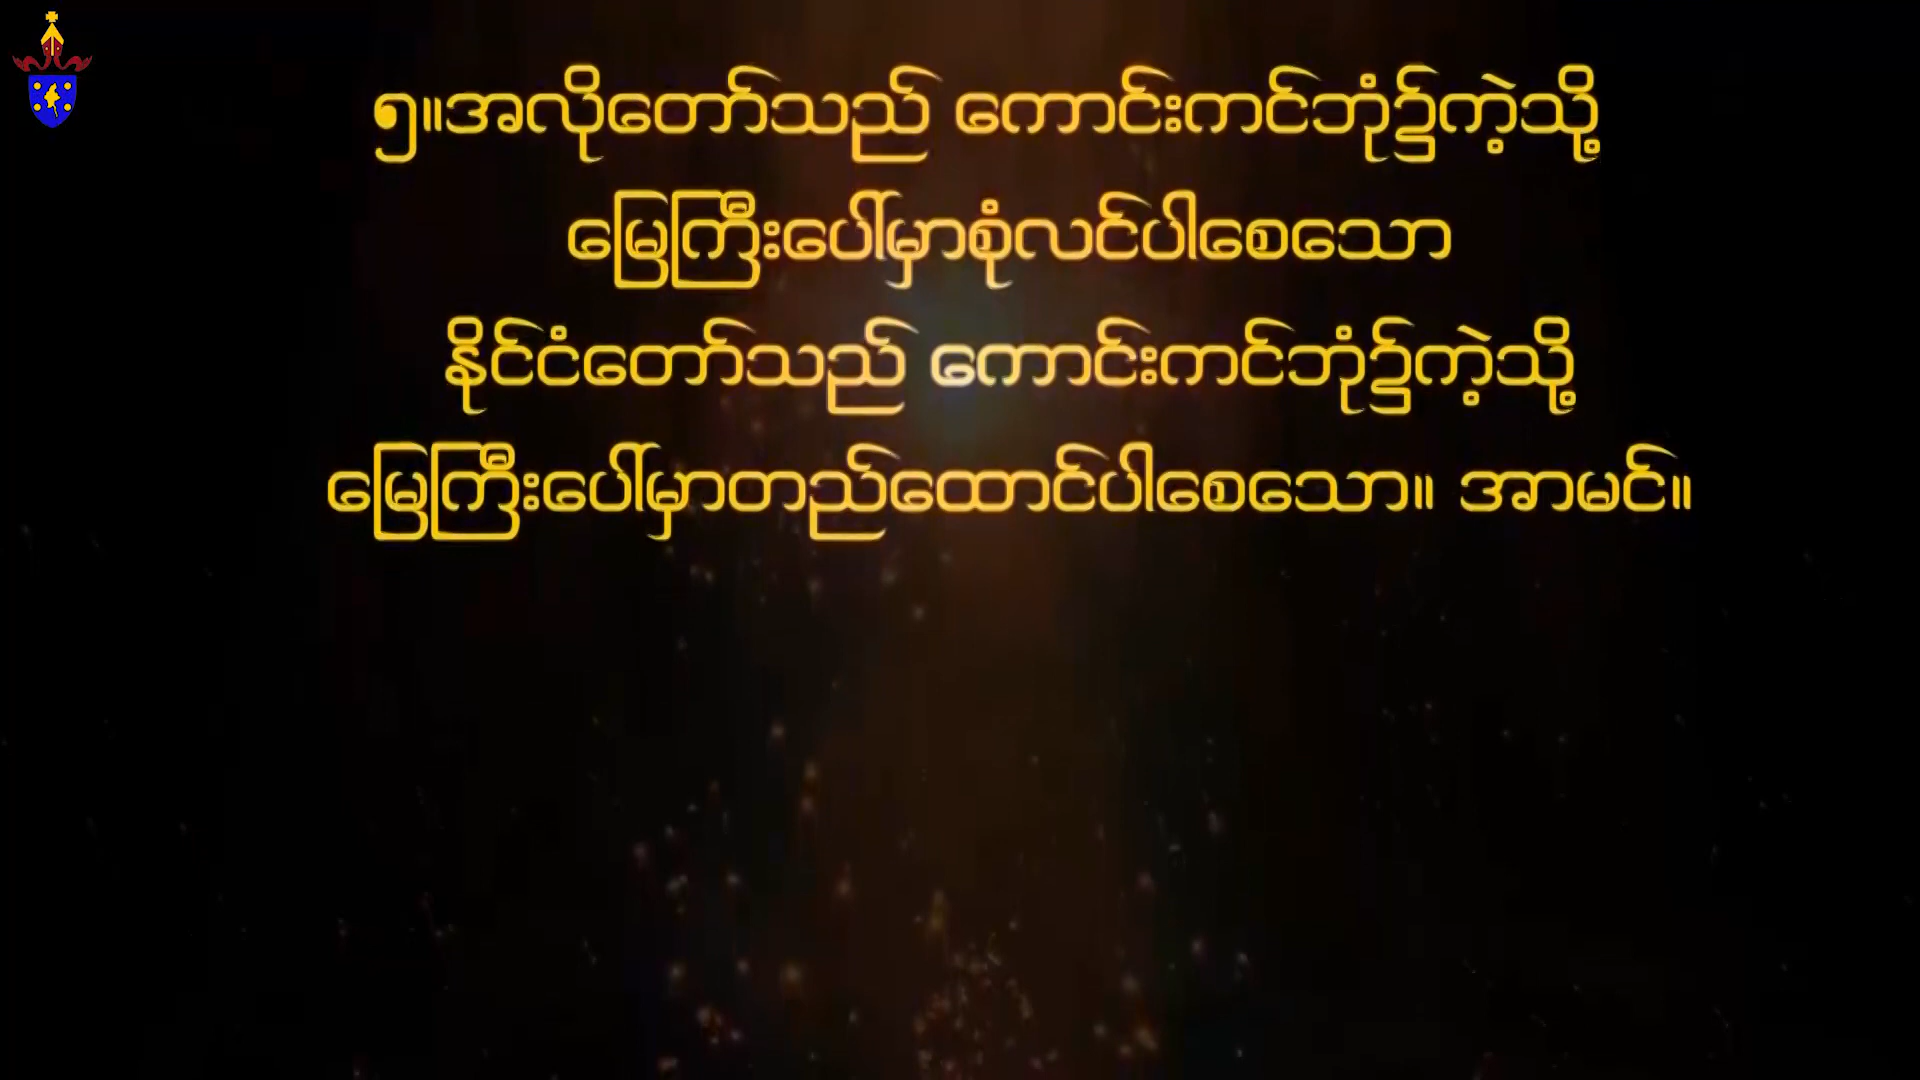 ၅။အလိုတော်သည် ကောင်းကင်ဘုံ၌ကဲ့သို့
မြေကြီးပေါ်မှာစုံလင်ပါစေသော
နိုင်ငံတော်သည် ကောင်းကင်ဘုံ၌ကဲ့သို့
မြေကြီးပေါ်မှာတည်ထောင်ပါစေသော။ အာမင်။